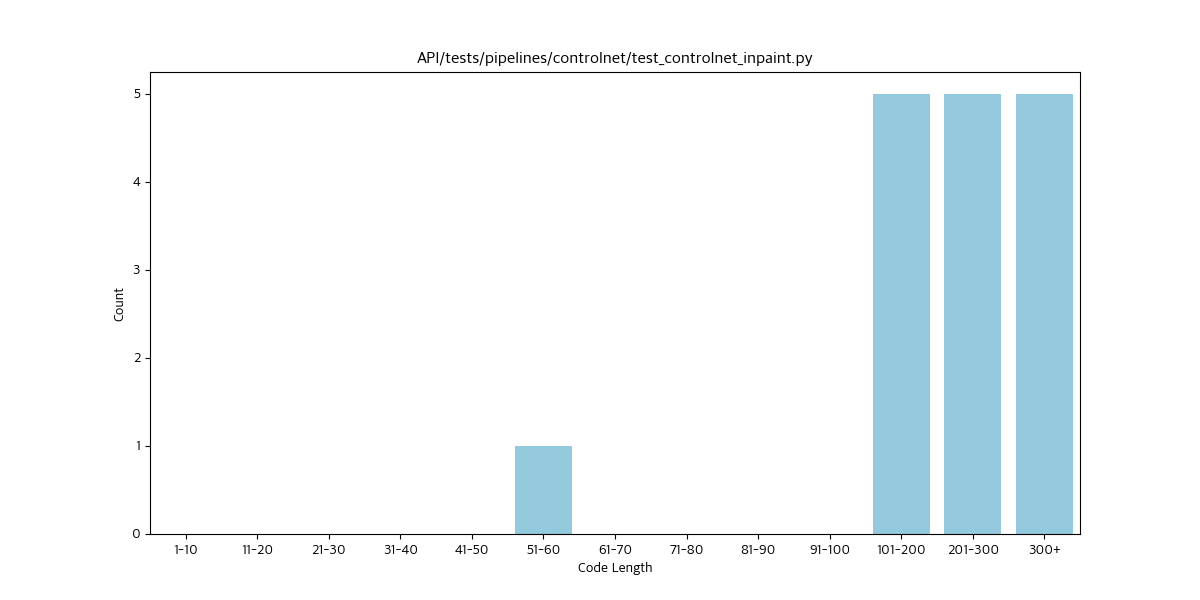 API/tests/pipelines/controlnet/test_controlnet_inpaint.py
5
4
3
2
1
0
Count
1-10 11-20 21-30 31-40 41-50 51-60 61-70 71-80 81-90 91-100 101-200 201-300 300+
Code Length